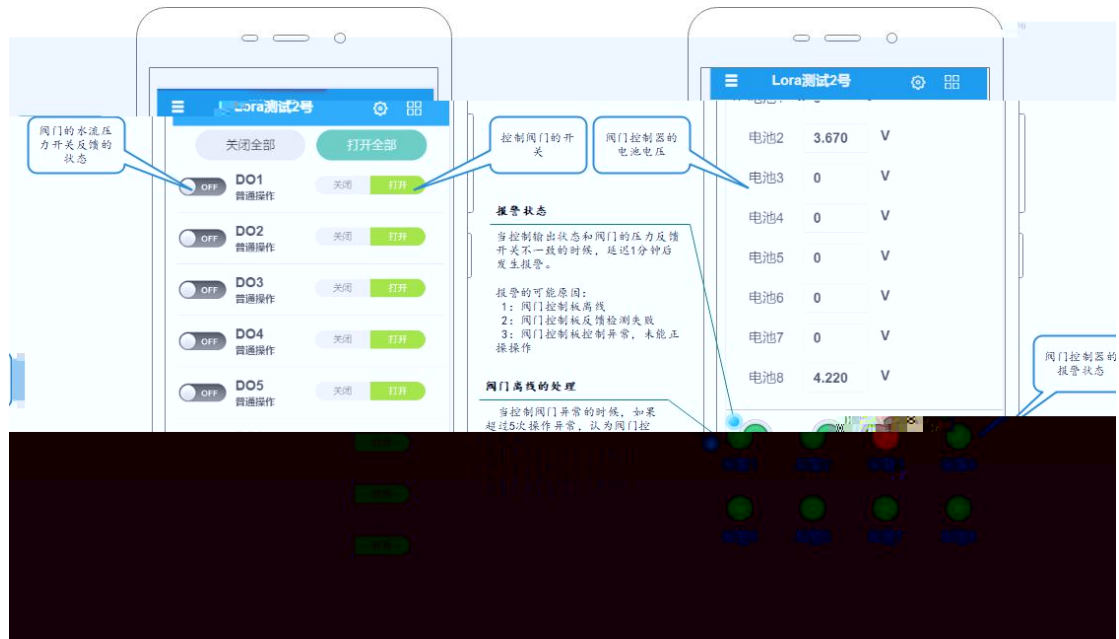 Lora测试2号
关闭全部
打开全部
DO1
普通操作
关闭
打开
DO2
普通操作
关闭
打开
DO3
普通操作
关闭
打开
DO4
普通操作
关闭
打开
DO5
普通操作
关闭
打开
阀门的水流压
力开关反馈的
状态
控制阀门的开
关
阀门控制器的
电池电压
报警状态
当控制输出状态和阀门的压力反馈
开关不一致的时候，延迟1分钟后
发生报警。
报警的可能原因：
1：阀门控制板离线
2：阀门控制板反馈检测失败
3：阀门控制板控制异常，未能正
操操作
阀门离线的处理
当控制阀门异常的时候，如果
超过5次操作异常，认为阀门控
Lora测试2号
电池2 3.670 V
电池3 0 V
电池4 0 V
电池5 0 V
电池6 0 V
电池7 0 V
电池8 4.220 V
阀门控制器的
报警状态